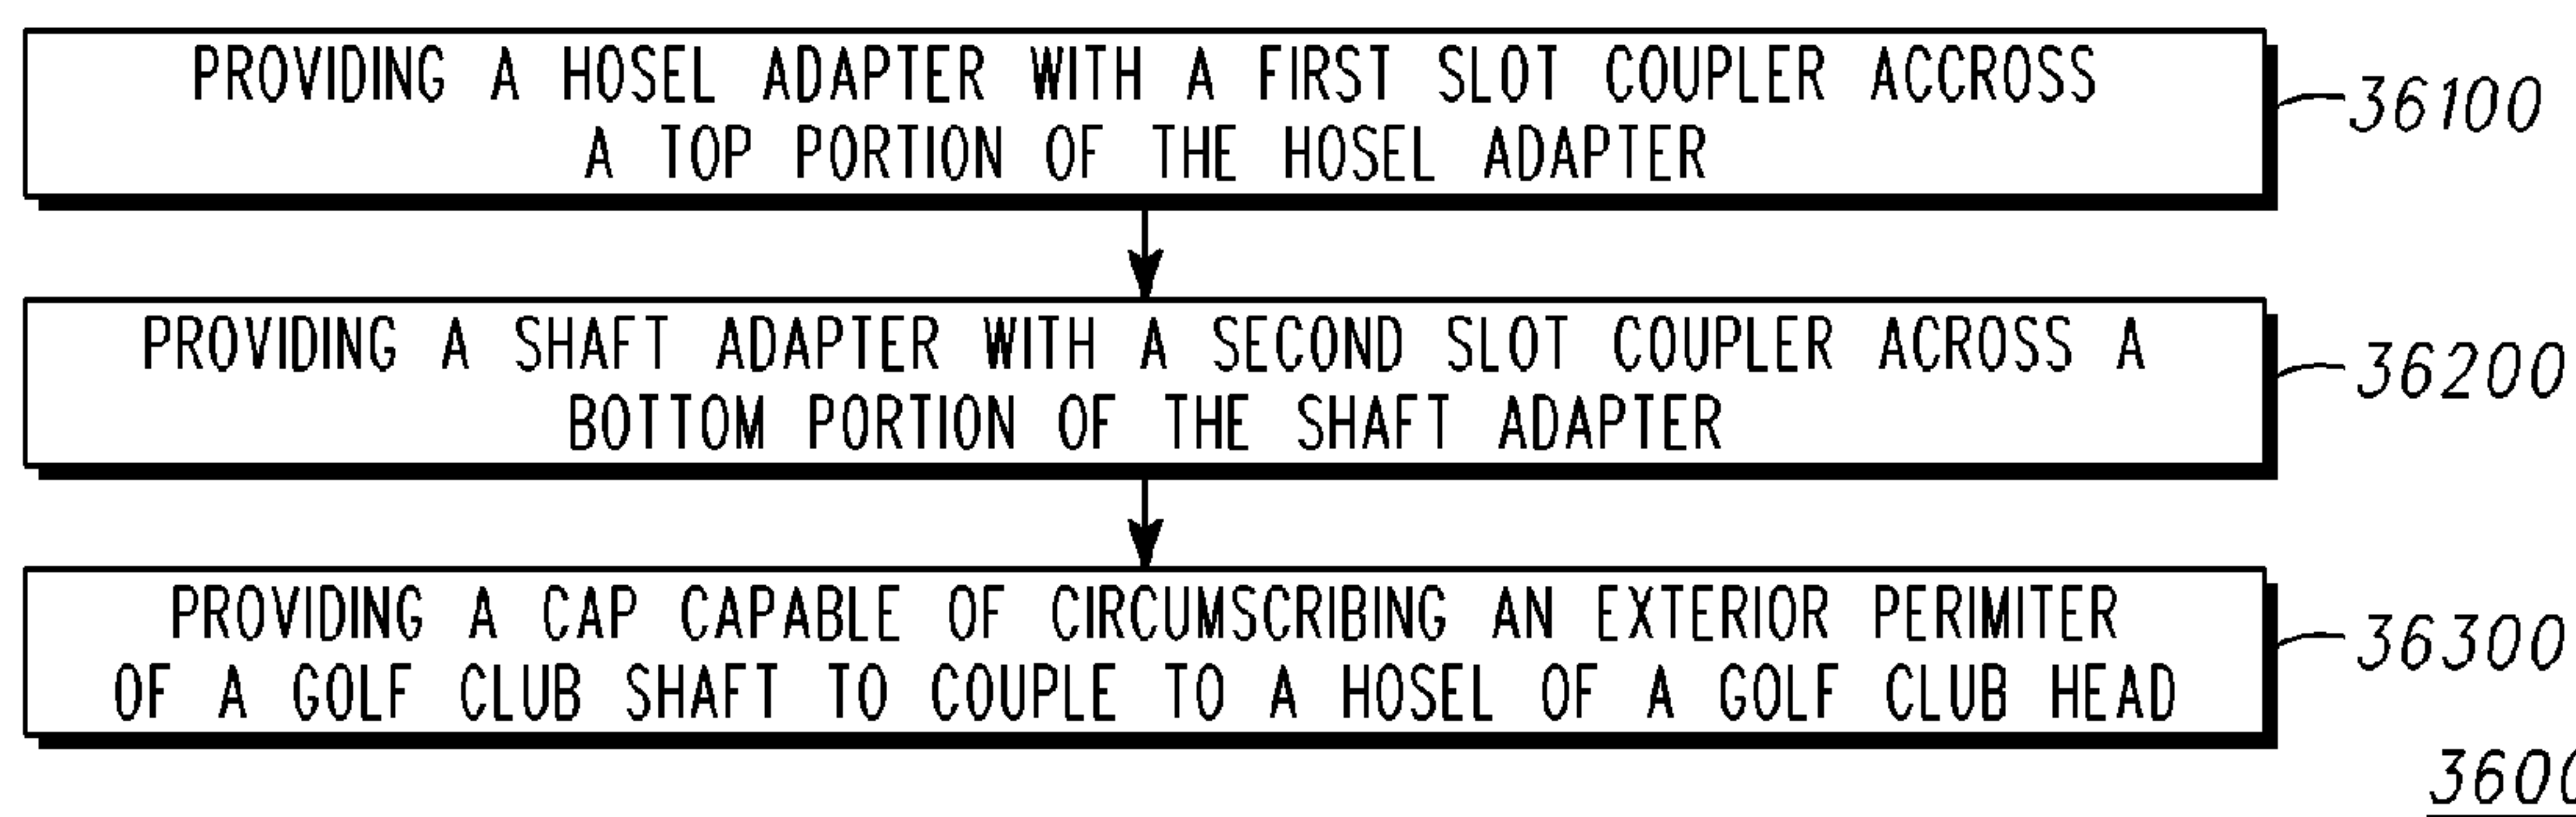 PROVIDING A HOSEL ADAPTER WITH A FIRST SLOT COUPLER ACCROSS
A TOP PORTION OF THE HOSEL ADAPTER
36100
PROVIDING A SHAFT ADAPTER WITH A SECOND SLOT COUPLER ACROSS A
BOTTOM PORTION OF THE SHAFT ADAPTER
36200
PROVIDING A CAP CAPABLE OF CIRCUMSCRIBING AN EXTERIOR PERIMITER
OF A GOLF CLUB SHAFT TO COUPLE TO A HOSEL OF A GOLF CLUB HEAD
36300